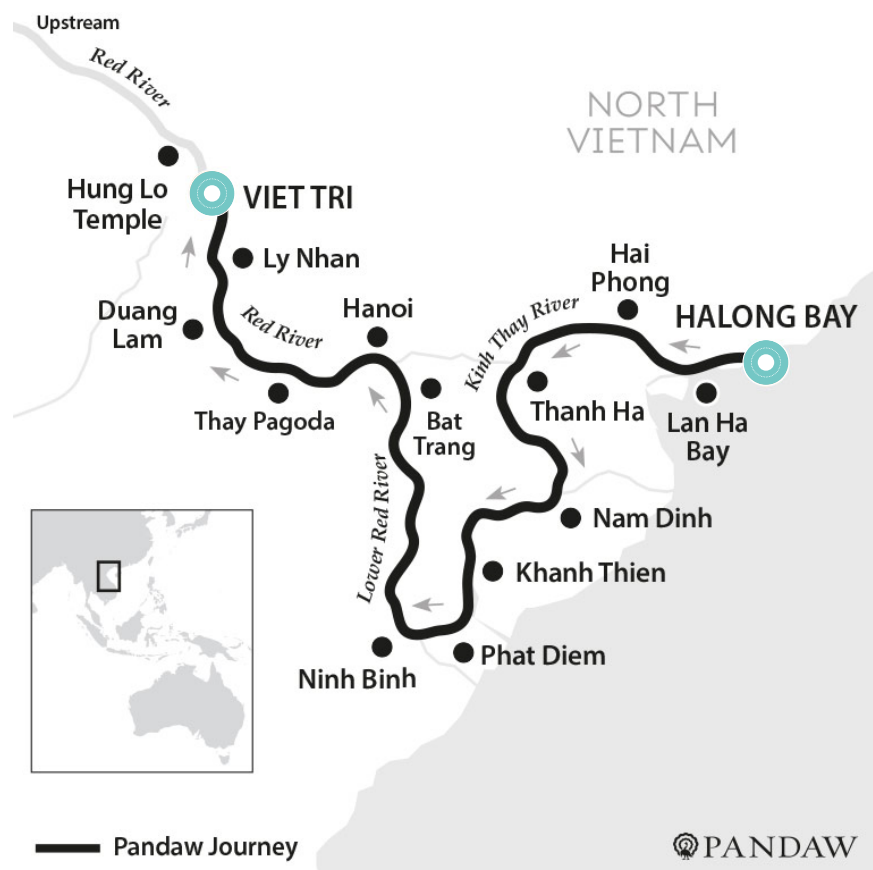 Upstream
Red River
NORTH
VIETNAM
Hung Lo
Temple
VIET TRI
Ly Nhan
Hai
Phong
Duang
Lam
Red River
Hanoi
Kinh Thay River
HALONG BAY
Thay Pagoda
Bat
Trang
Thanh Ha
Lan Ha
Bay
Lower Red River
Nam Dinh
Khanh Thien
Ninh Binh
Phat Diem
Pandaw Journey
PANDAW